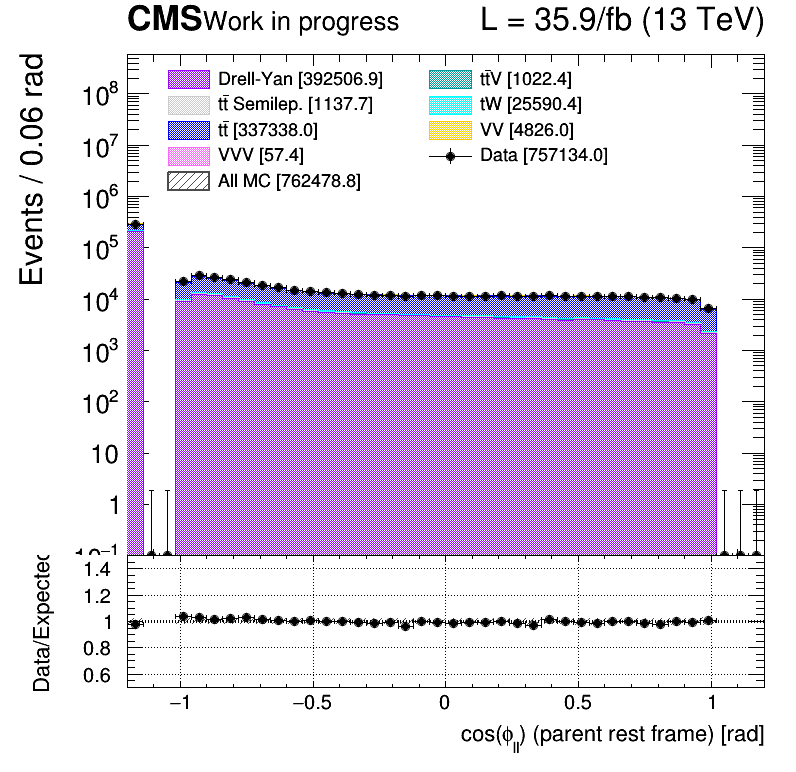 CMS Work in progress L = 35.9/fb (13 TeV)
Events / 0.06 rad
Drell-Yan [392506.9]
tt̄ Semilep. [1137.7]
tt̄ [337338.0]
VVV [57.4]
All MC [762478.8]
tt̄V [1022.4]
tW [25590.4]
VV [4826.0]
Data [757134.0]
10⁸
10⁷
10⁶
10⁵
10⁴
10³
10²
10
1
10⁻¹
Data/Expected
1.4
1.2
1
0.8
0.6
−1 −0.5 0 0.5 1
cos(ϕ_ll) (parent rest frame) [rad]